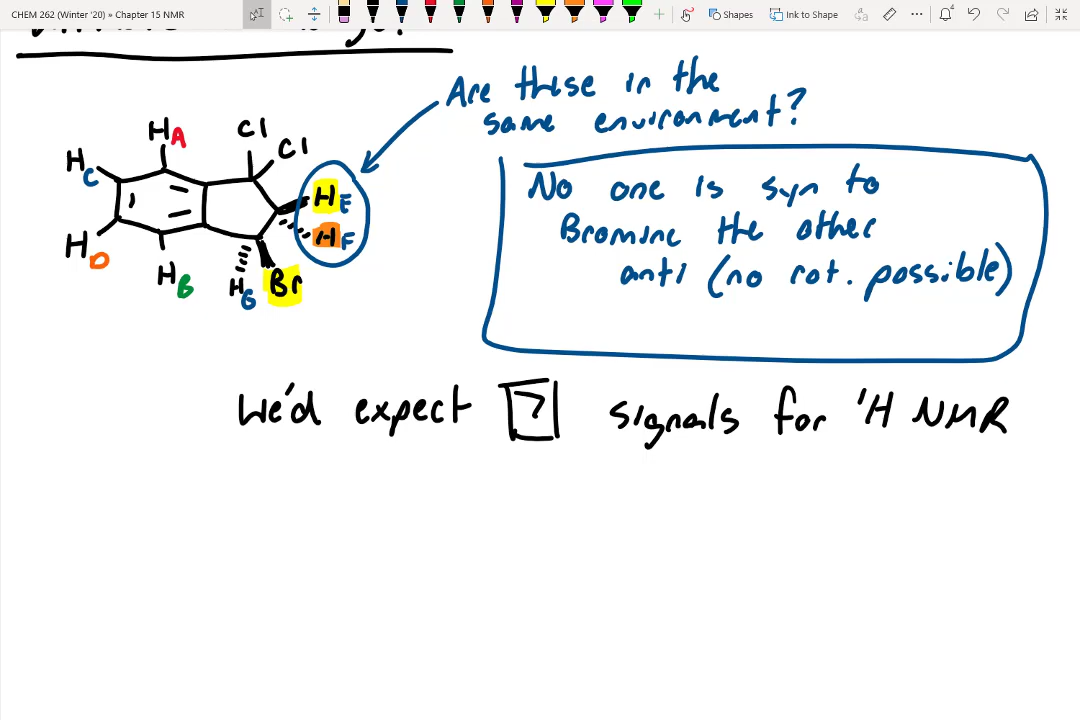 CHEM 262 (Winter '20) » Chapter 15 NMR
Shapes
Ink to Shape
4
Are these in the
same environment?
HA
Cl
Cl
HC
HE
HF
HD
HB
HG
Br
No one is syn to
Bromine the other
anti (no rot. possible)
We'd expect 7 signals for 'H NMR